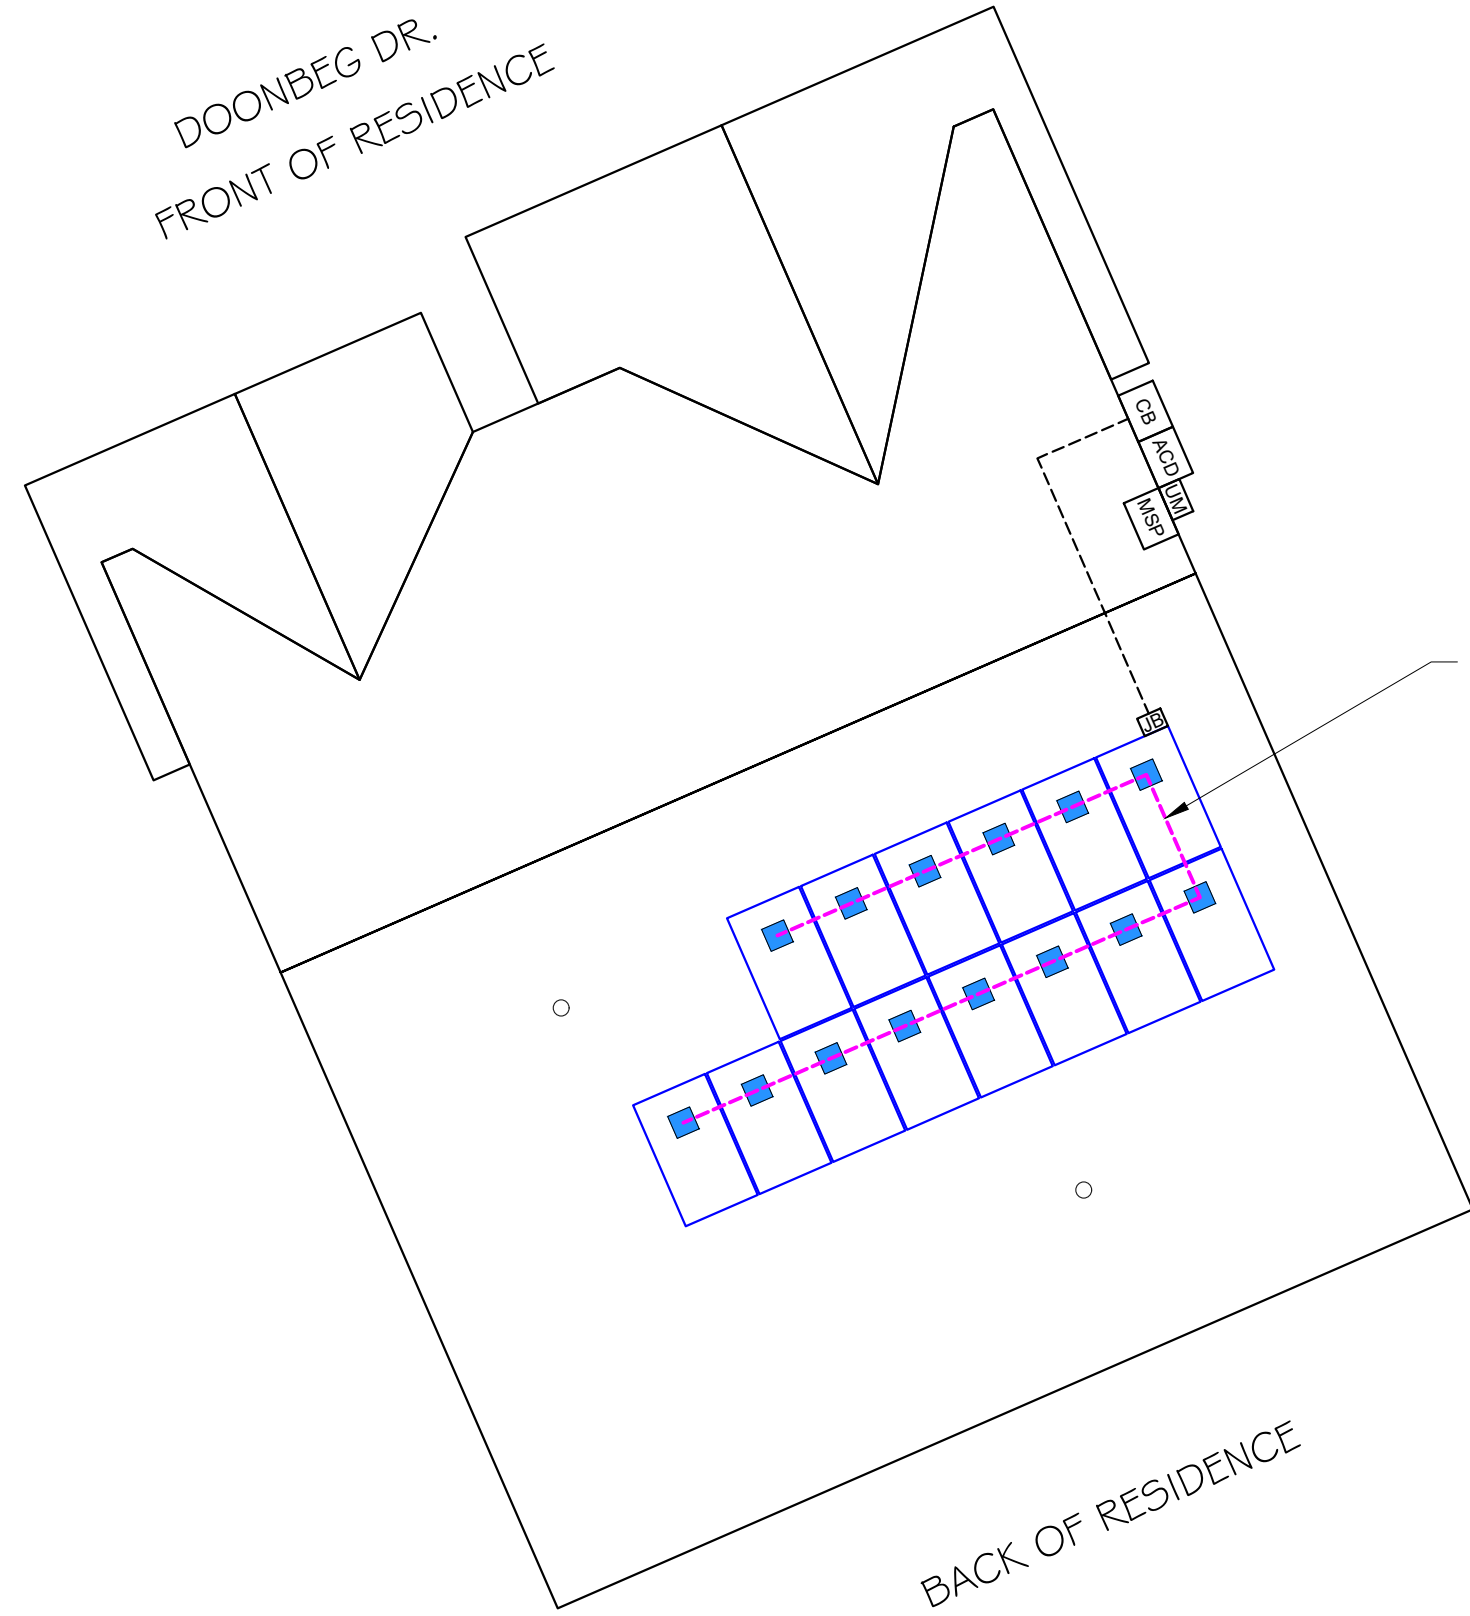 DOONBEG DR.
FRONT OF RESIDENCE
CB
ACD
UM
MSP
JB
BACK OF RESIDENCE